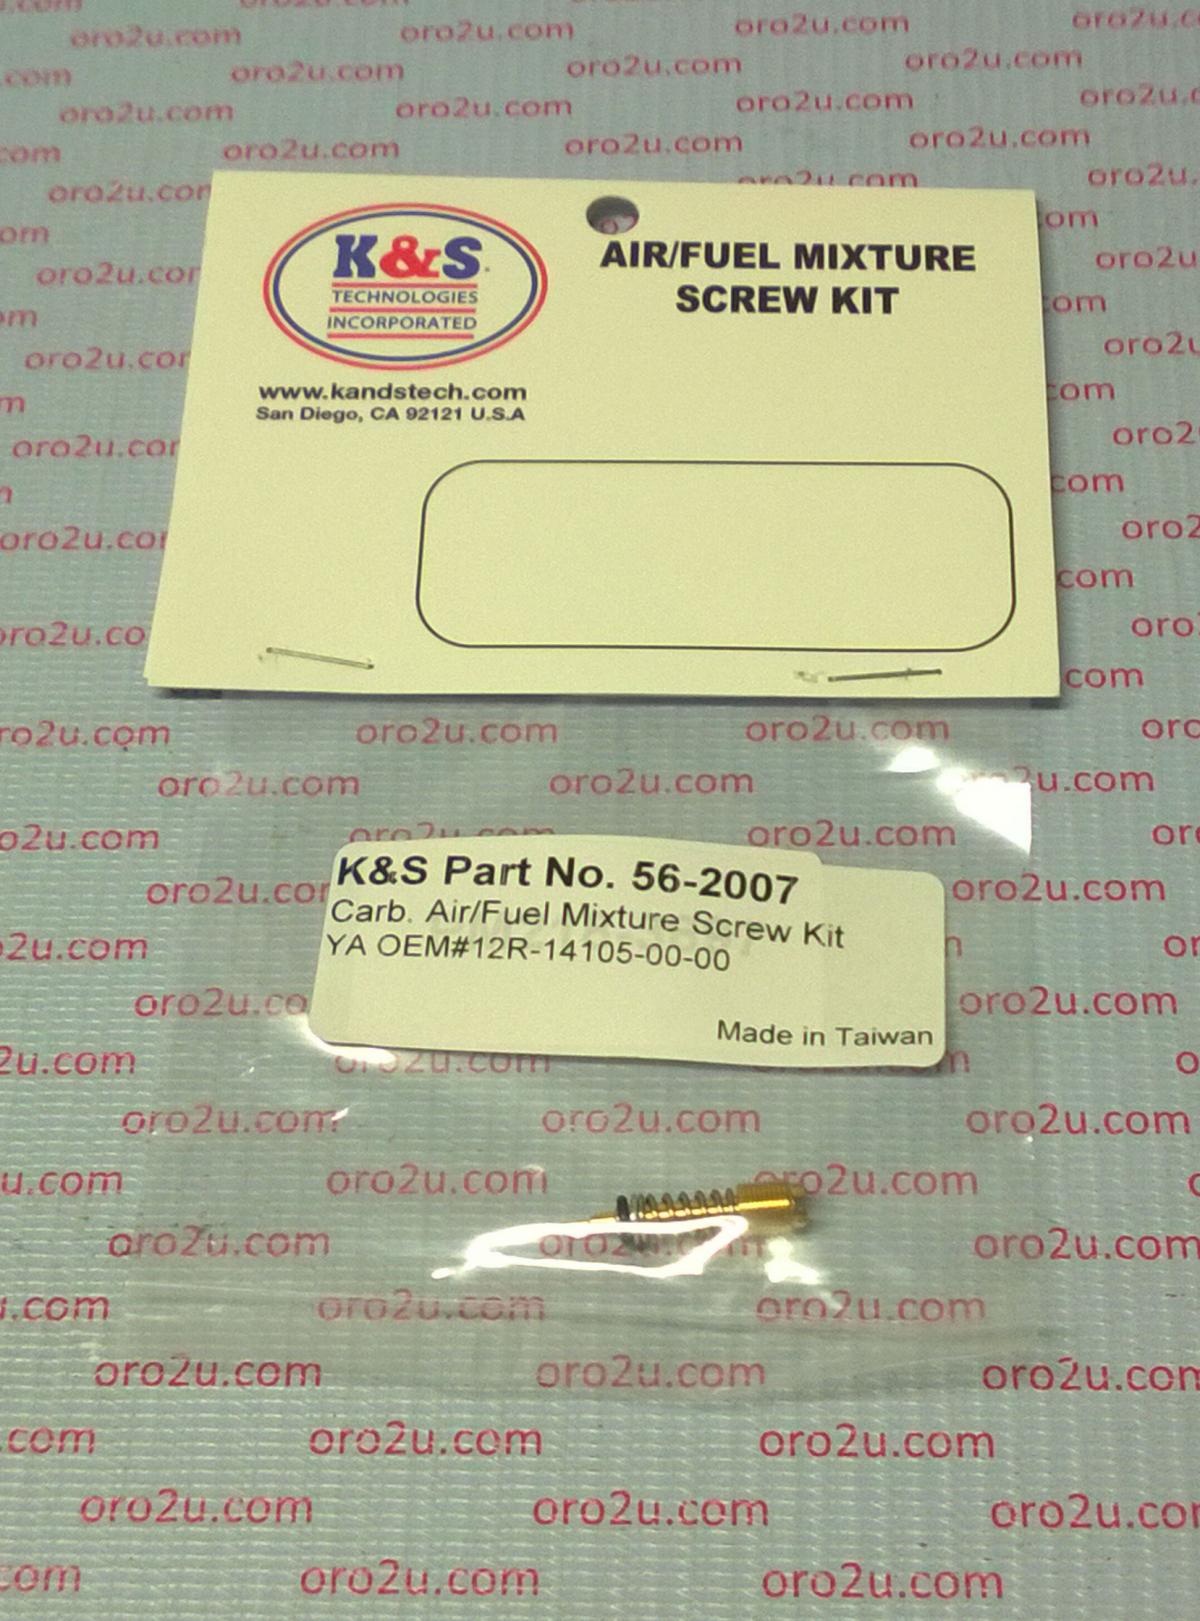 K&S
TECHNOLOGIES
INCORPORATED
www.kandstech.com
San Diego, CA 92121 U.S.A
AIR/FUEL MIXTURE
SCREW KIT
K&S Part No. 56-2007
Carb. Air/Fuel Mixture Screw Kit
YA OEM#12R-14105-00-00
Made in Taiwan
oro2u.com